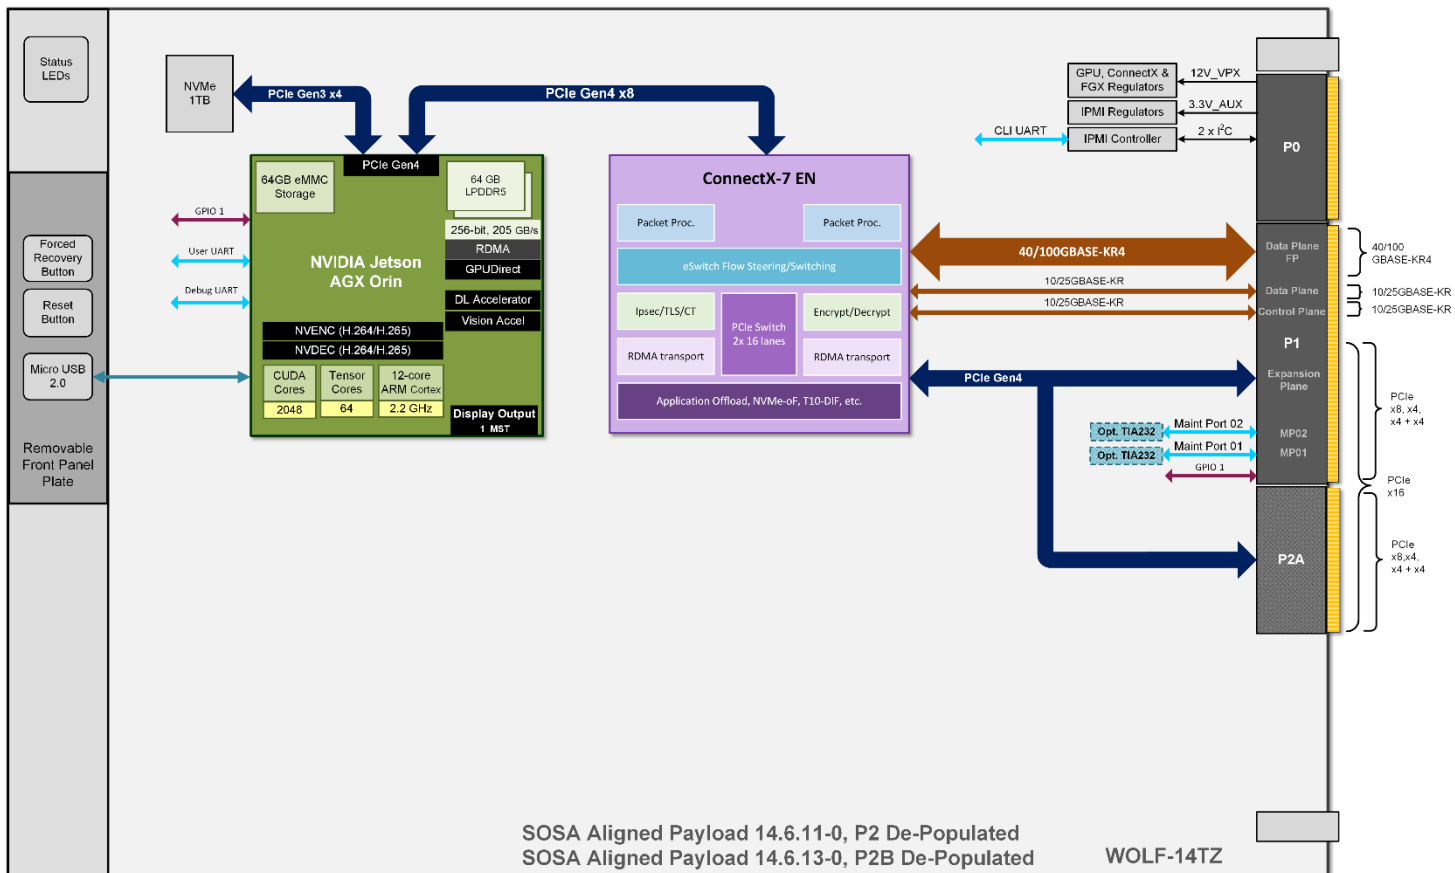 Status
LEDs
NVMe
1TB
PCIe Gen3 x4
PCIe Gen4 x8
GPU, ConnectX &
FGX Regulators
12V_VPX
IPMI Regulators
3.3V_AUX
CLI UART
IPMI Controller
2 x I²C
P0
PCIe Gen4
64GB eMMC
Storage
64 GB
LPDDR5
256-bit, 205 GB/s
RDMA
GPUDirect
DL Accelerator
Vision Accel
GPIO 1
User UART
Debug UART
NVIDIA Jetson
AGX Orin
NVENC (H.264/H.265)
NVDEC (H.264/H.265)
CUDA
Cores
2048
Tensor
Cores
64
12-core
ARM Cortex
2.2 GHz
Display Output
1 MST
Forced
Recovery
Button
Reset
Button
Micro USB
2.0
Removable
Front Panel
Plate
ConnectX-7 EN
Packet Proc.
Packet Proc.
eSwitch Flow Steering/Switching
Ipsec/TLS/CT
PCIe Switch
2x 16 lanes
Encrypt/Decrypt
RDMA transport
RDMA transport
Application Offload, NVMe-oF, T10-DIF, etc.
40/100GBASE-KR4
10/25GBASE-KR
10/25GBASE-KR
PCIe Gen4
Data Plane
FP
Data Plane
Control Plane
P1
Expansion
Plane
MP02
MP01
40/100
GBASE-KR4
10/25GBASE-KR
10/25GBASE-KR
Opt. TIA232
Maint Port 02
Opt. TIA232
Maint Port 01
GPIO 1
PCIe
x8, x4,
x4 + x4
PCIe
x16
P2A
PCIe
x8,x4,
x4 + x4
SOSA Aligned Payload 14.6.11-0, P2 De-Populated
SOSA Aligned Payload 14.6.13-0, P2B De-Populated
WOLF-14TZ